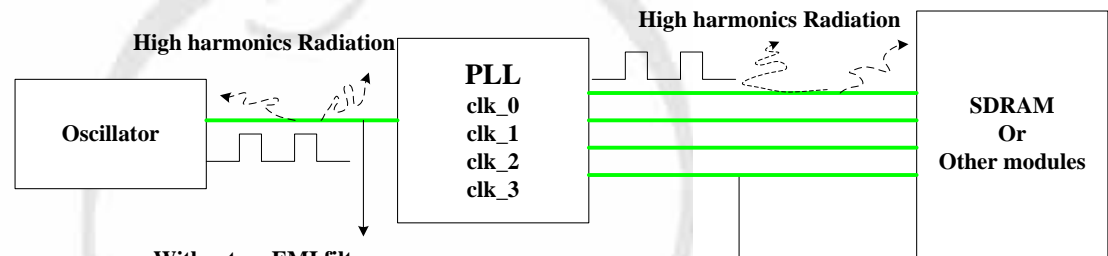 High harmonics Radiation
High harmonics Radiation
Oscillator
PLL
clk_0
clk_1
clk_2
clk_3
SDRAM
Or
Other modules